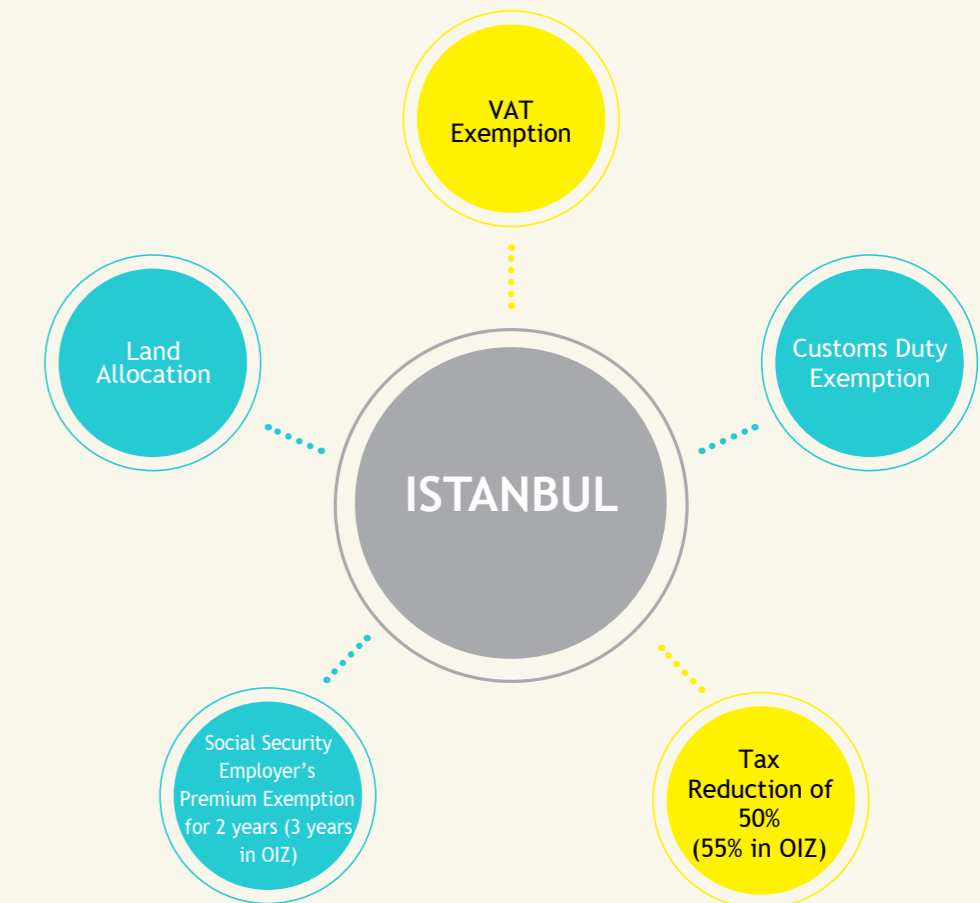 VAT
Exemption
Land
Allocation
Customs Duty
Exemption
ISTANBUL
Social Security
Employer’s
Premium Exemption
for 2 years (3 years
in OIZ)
Tax
Reduction of
50%
(55% in OIZ)